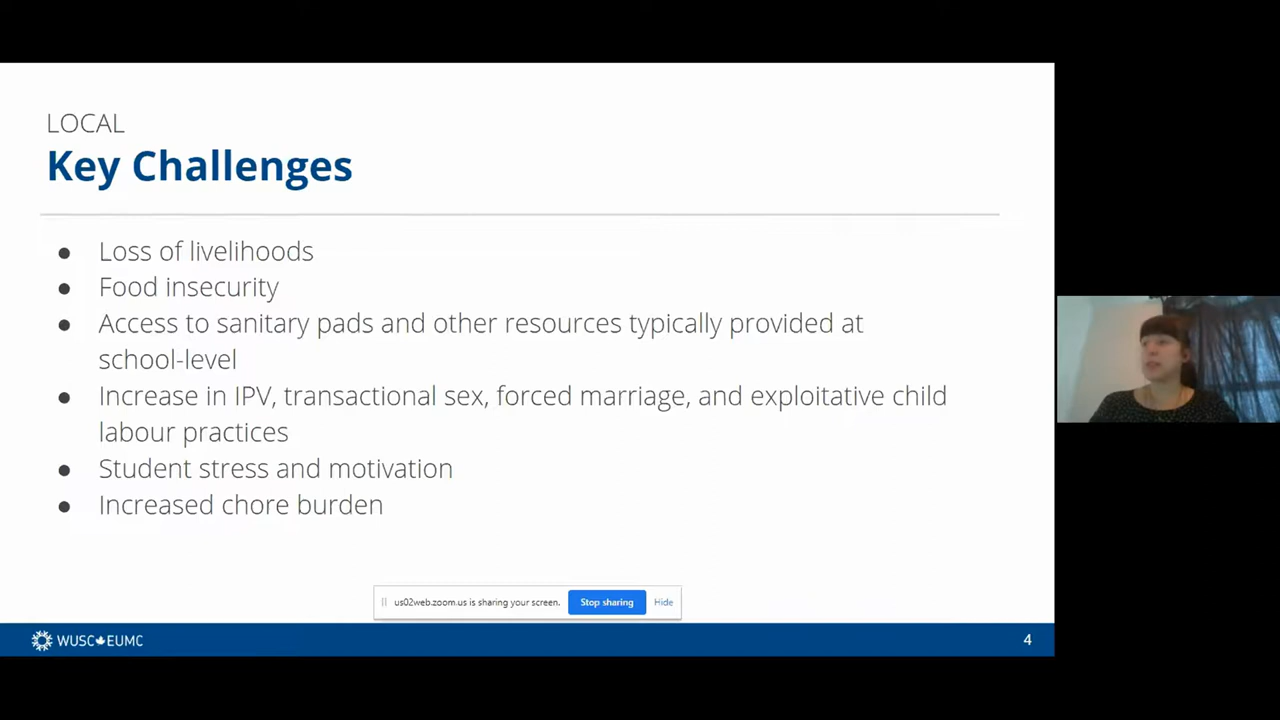 LOCAL
Key Challenges
● Loss of livelihoods
● Food insecurity
● Access to sanitary pads and other resources typically provided at
school-level
● Increase in IPV, transactional sex, forced marriage, and exploitative child
labour practices
● Student stress and motivation
● Increased chore burden
us02web.zoom.us is sharing your screen. Stop sharing Hide
WUSC EUMC 4